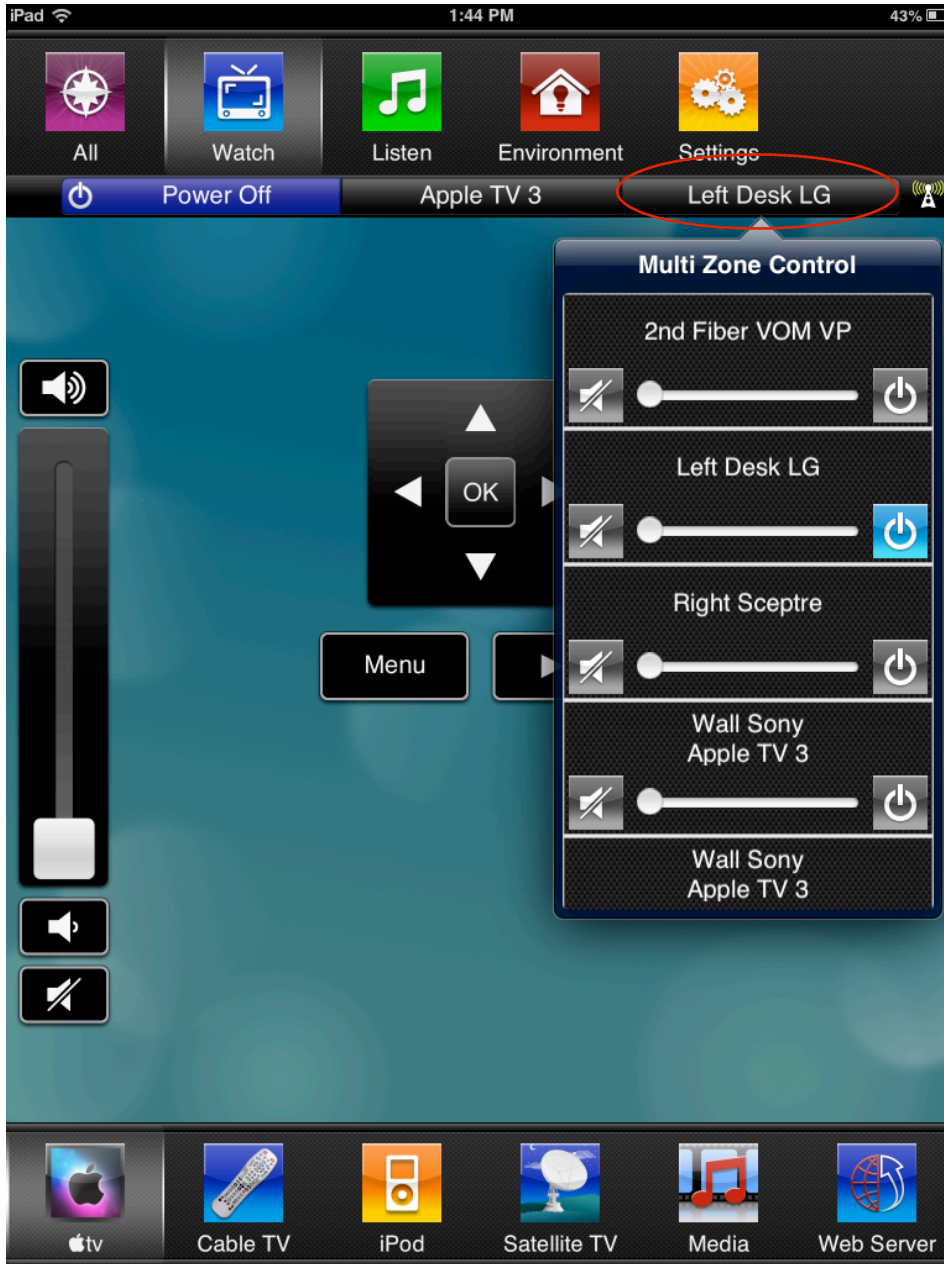 iPad 1:44 PM 43%
All Watch Listen Environment Settings
Power Off Apple TV 3 Left Desk LG
Multi Zone Control
2nd Fiber VOM VP
Left Desk LG
OK
Right Sceptre
Menu
Wall Sony
Apple TV 3
Wall Sony
Apple TV 3
tv Cable TV iPod Satellite TV Media Web Server